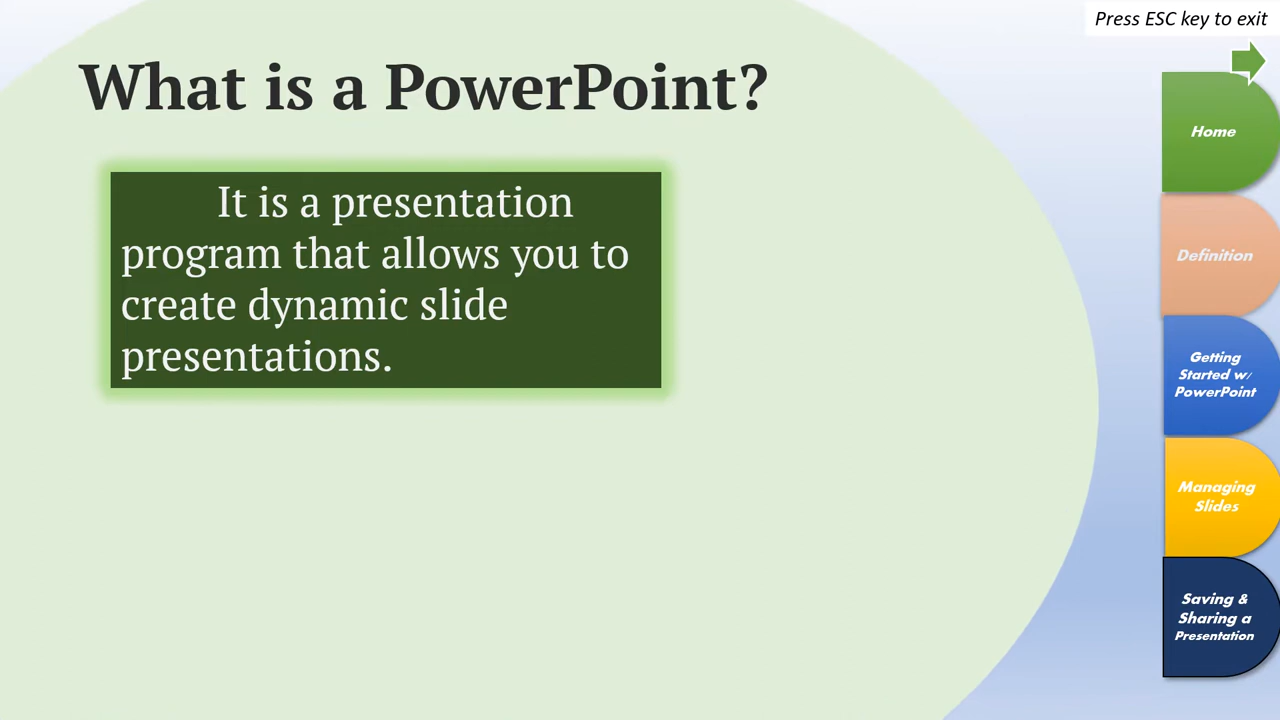 Press ESC key to exit
What is a PowerPoint?
It is a presentation
program that allows you to
create dynamic slide
presentations.
Home
Definition
Getting
Started w/
PowerPoint
Managing
Slides
Saving &
Sharing a
Presentation